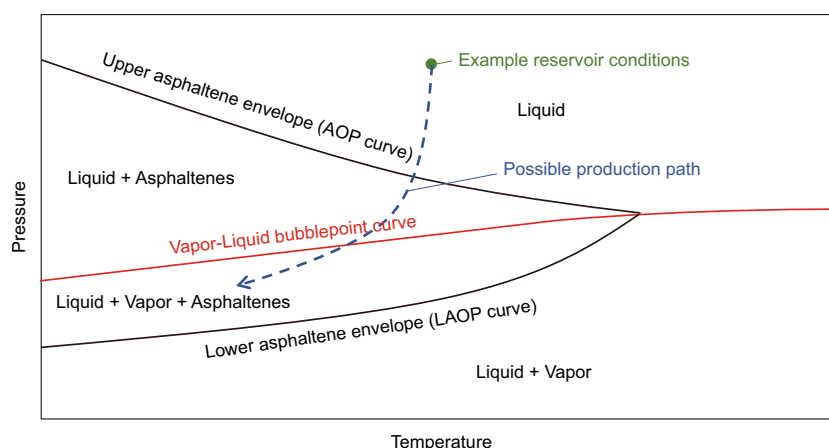 Example reservoir conditions
Upper asphaltene envelope (AOP curve)
Liquid
Possible production path
Liquid + Asphaltenes
Pressure
Vapor-Liquid bubblepoint curve
Liquid + Vapor + Asphaltenes
Lower asphaltene envelope (LAOP curve)
Liquid + Vapor
Temperature